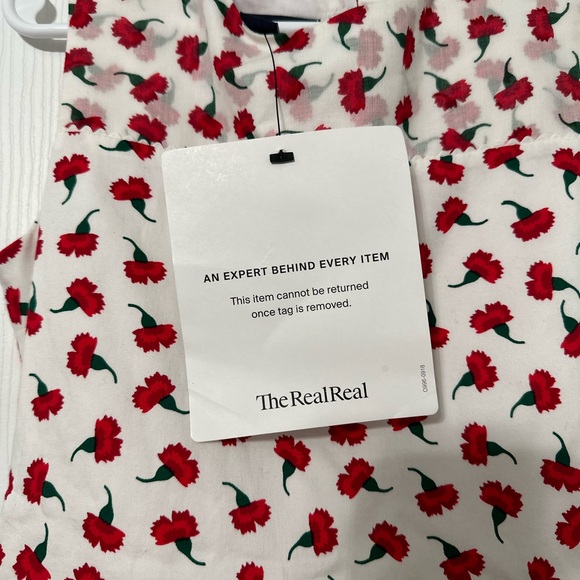 AN EXPERT BEHIND EVERY ITEM
This item cannot be returned
once tag is removed.
TheRealReal